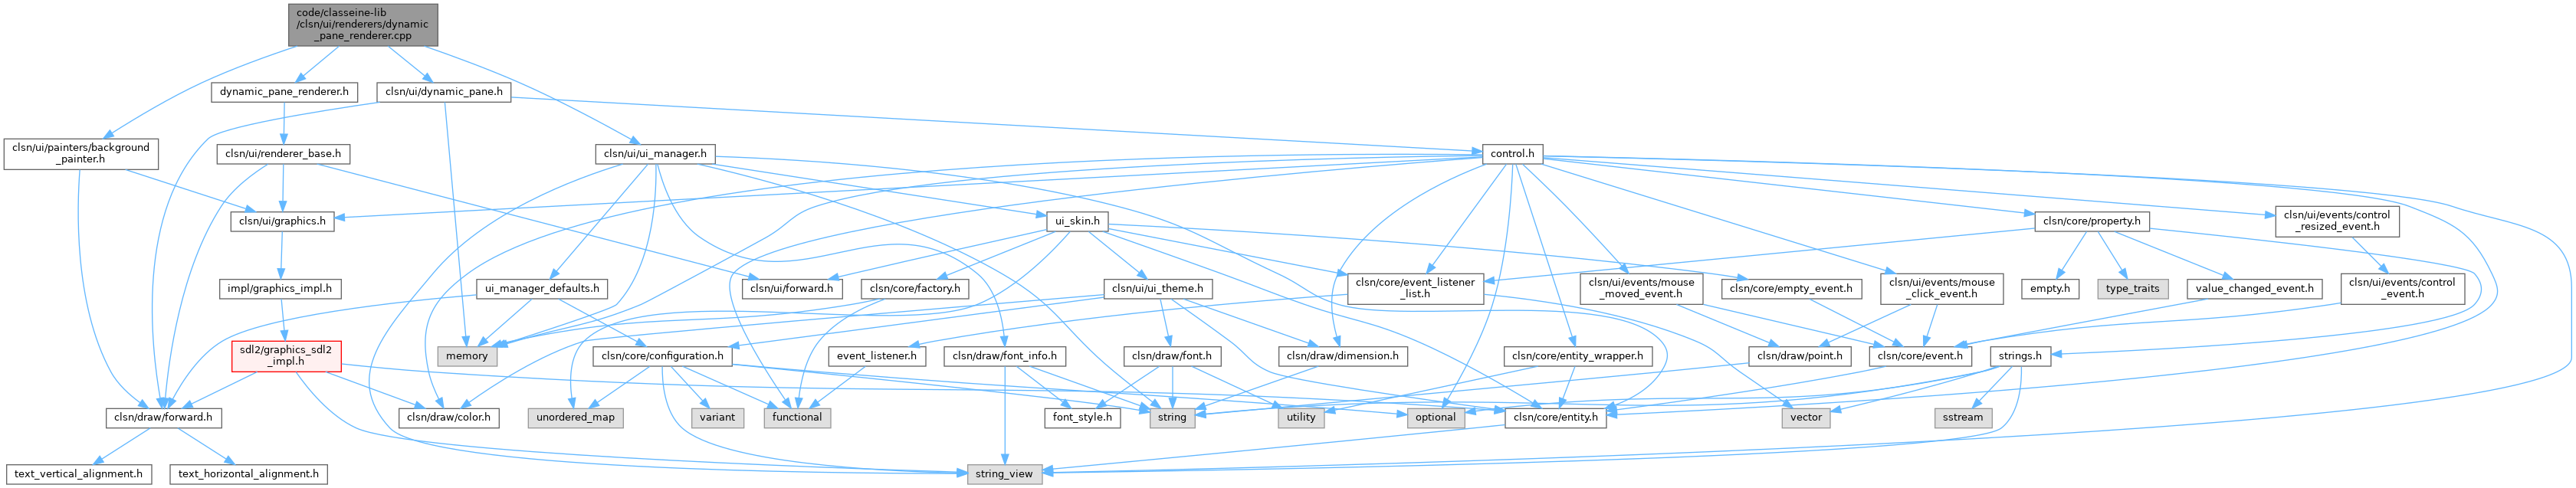 code/classeine-lib
/clsn/ui/renderers/dynamic
_pane_renderer.cpp
dynamic_pane_renderer.h
clsn/ui/dynamic_pane.h
clsn/ui/painters/background
_painter.h
clsn/ui/renderer_base.h
clsn/ui/ui_manager.h
control.h
clsn/ui/graphics.h
ui_skin.h
clsn/core/property.h
clsn/ui/events/control
_resized_event.h
impl/graphics_impl.h
ui_manager_defaults.h
clsn/ui/forward.h
clsn/core/factory.h
clsn/ui/ui_theme.h
clsn/core/event_listener
_list.h
clsn/ui/events/mouse
_moved_event.h
clsn/core/empty_event.h
clsn/ui/events/mouse
_click_event.h
empty.h
type_traits
value_changed_event.h
clsn/ui/events/control
_event.h
sdl2/graphics_sdl2
_impl.h
memory
clsn/core/configuration.h
event_listener.h
clsn/draw/font_info.h
clsn/draw/font.h
clsn/draw/dimension.h
clsn/core/entity_wrapper.h
clsn/draw/point.h
clsn/core/event.h
strings.h
clsn/draw/forward.h
clsn/draw/color.h
unordered_map
variant
functional
font_style.h
string
utility
optional
clsn/core/entity.h
vector
sstream
text_vertical_alignment.h
text_horizontal_alignment.h
string_view